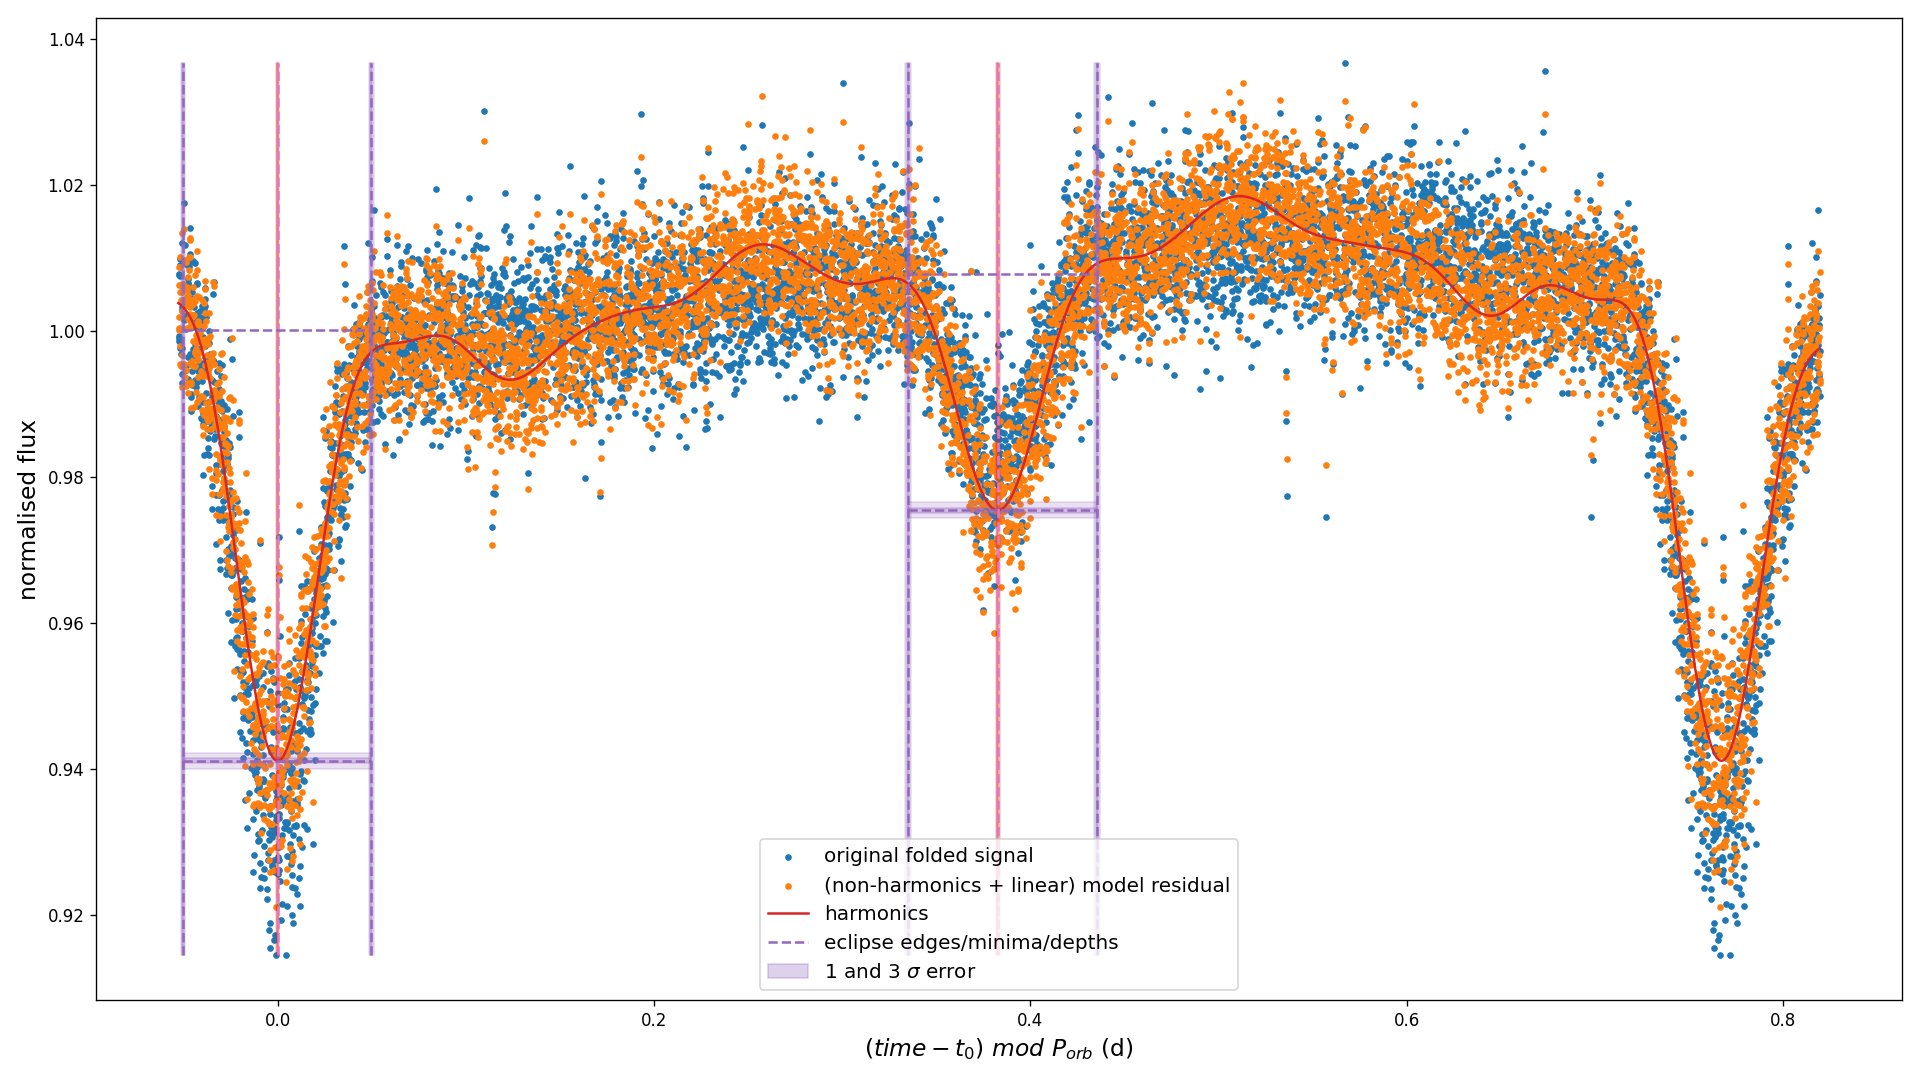 1.04
1.02
1.00
0.98
0.96
0.94
0.92
normalised flux
original folded signal
(non-harmonics + linear) model residual
harmonics
eclipse edges/minima/depths
1 and 3 σ error
0.0 0.2 0.4 0.6 0.8
(time − t₀) mod Pₒᵣb (d)